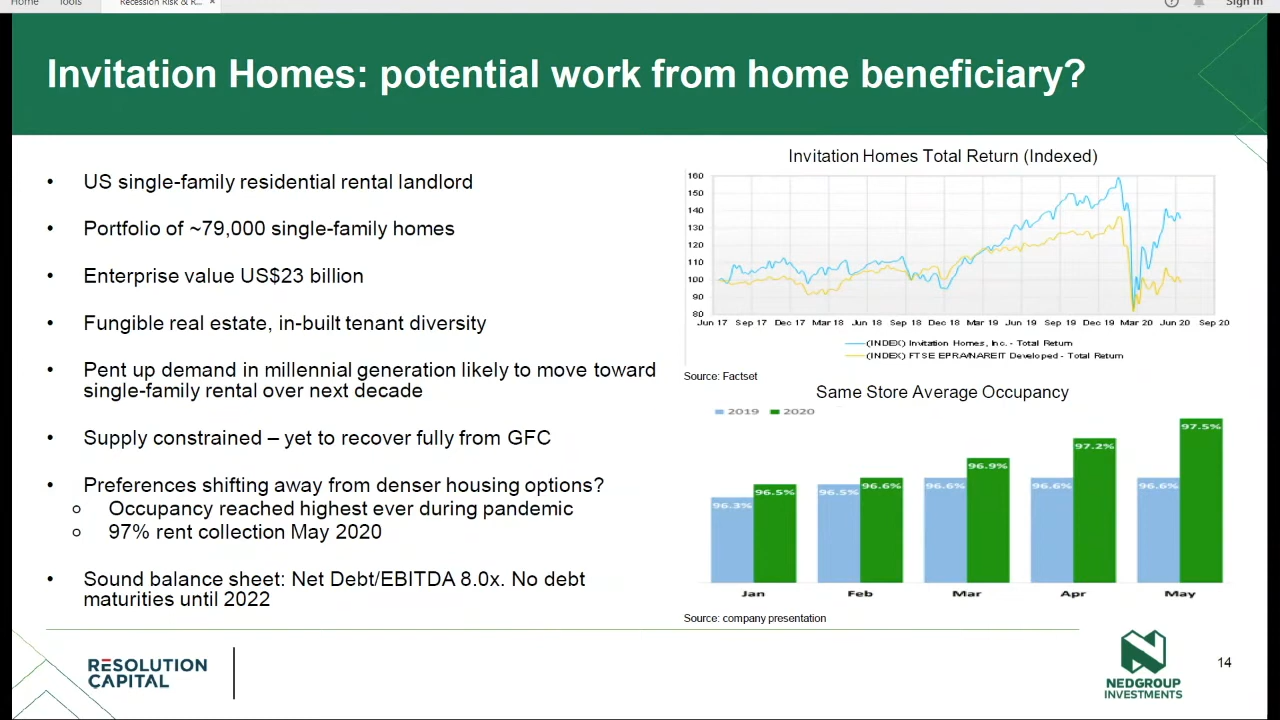 Home Tools Recession Risk & R... × Sign In
Invitation Homes: potential work from home beneficiary?
• US single-family residential rental landlord
• Portfolio of ~79,000 single-family homes
• Enterprise value US$23 billion
• Fungible real estate, in-built tenant diversity
• Pent up demand in millennial generation likely to move toward
single-family rental over next decade
• Supply constrained – yet to recover fully from GFC
• Preferences shifting away from denser housing options?
o Occupancy reached highest ever during pandemic
o 97% rent collection May 2020
• Sound balance sheet: Net Debt/EBITDA 8.0x. No debt
maturities until 2022
Invitation Homes Total Return (Indexed)
160
150
140
130
120
110
100
90
80
Jun 17 Sep 17 Dec 17 Mar 18 Jun 18 Sep 18 Dec 18 Mar 19 Jun 19 Sep 19 Dec 19 Mar 20 Jun 20 Sep 20
(INDEX) Invitation Homes, Inc. - Total Return
(INDEX) FTSE EPRA/NAREIT Developed - Total Return
Source: Factset
Same Store Average Occupancy
2019 2020
96.3% 96.5% 96.5% 96.6% 96.6% 96.9% 96.6% 97.2% 96.6% 97.5%
Jan Feb Mar Apr May
Source: company presentation
RESOLUTION
CAPITAL
NEDGROUP
INVESTMENTS
14